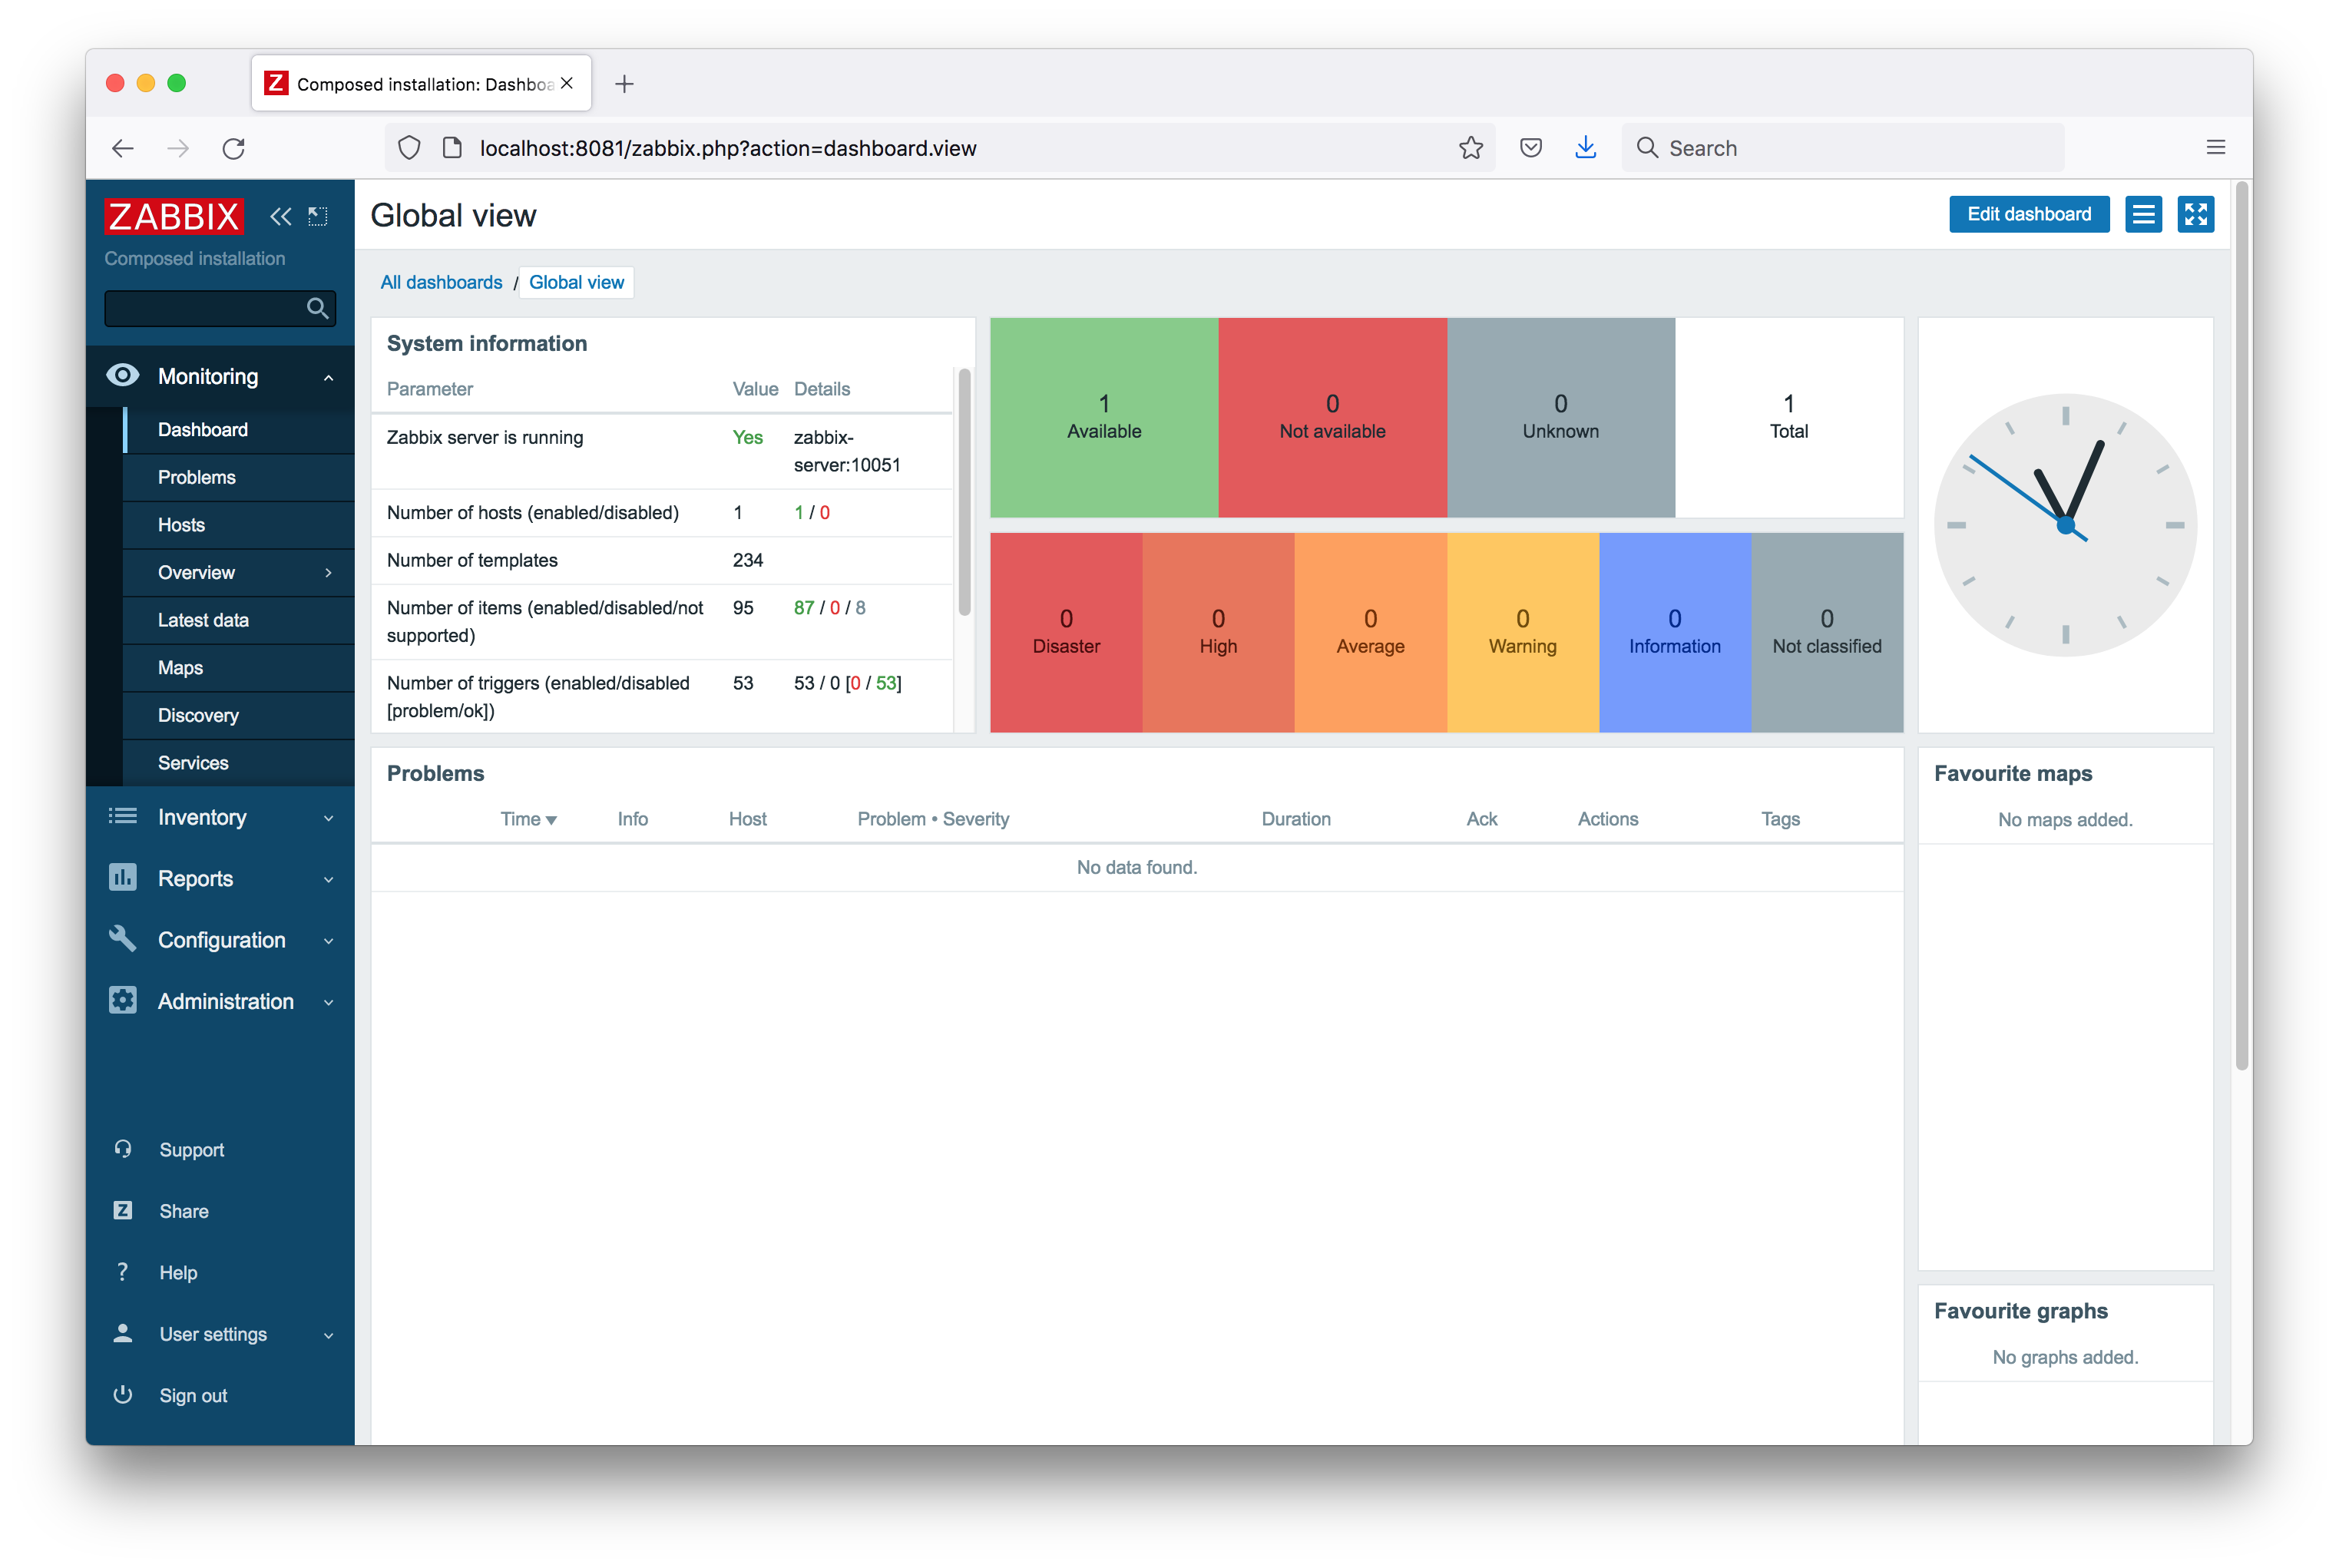 Composed installation: Dashboa
localhost:8081/zabbix.php?action=dashboard.view
Search
ZABBIX
Composed installation
Monitoring
Dashboard
Problems
Hosts
Overview
Latest data
Maps
Discovery
Services
Inventory
Reports
Configuration
Administration
Support
Share
Help
User settings
Sign out
Global view
Edit dashboard
All dashboards / Global view
System information
Parameter Value Details
Zabbix server is running Yes zabbix-
server:10051
Number of hosts (enabled/disabled) 1 1 / 0
Number of templates 234
Number of items (enabled/disabled/not 95 87 / 0 / 8
supported)
Number of triggers (enabled/disabled 53 53 / 0 [0 / 53]
[problem/ok])
1 0 0 1
Available Not available Unknown Total
0 0 0 0 0 0
Disaster High Average Warning Information Not classified
Problems
Time Info Host Problem • Severity Duration Ack Actions Tags
No data found.
Favourite maps
No maps added.
Favourite graphs
No graphs added.